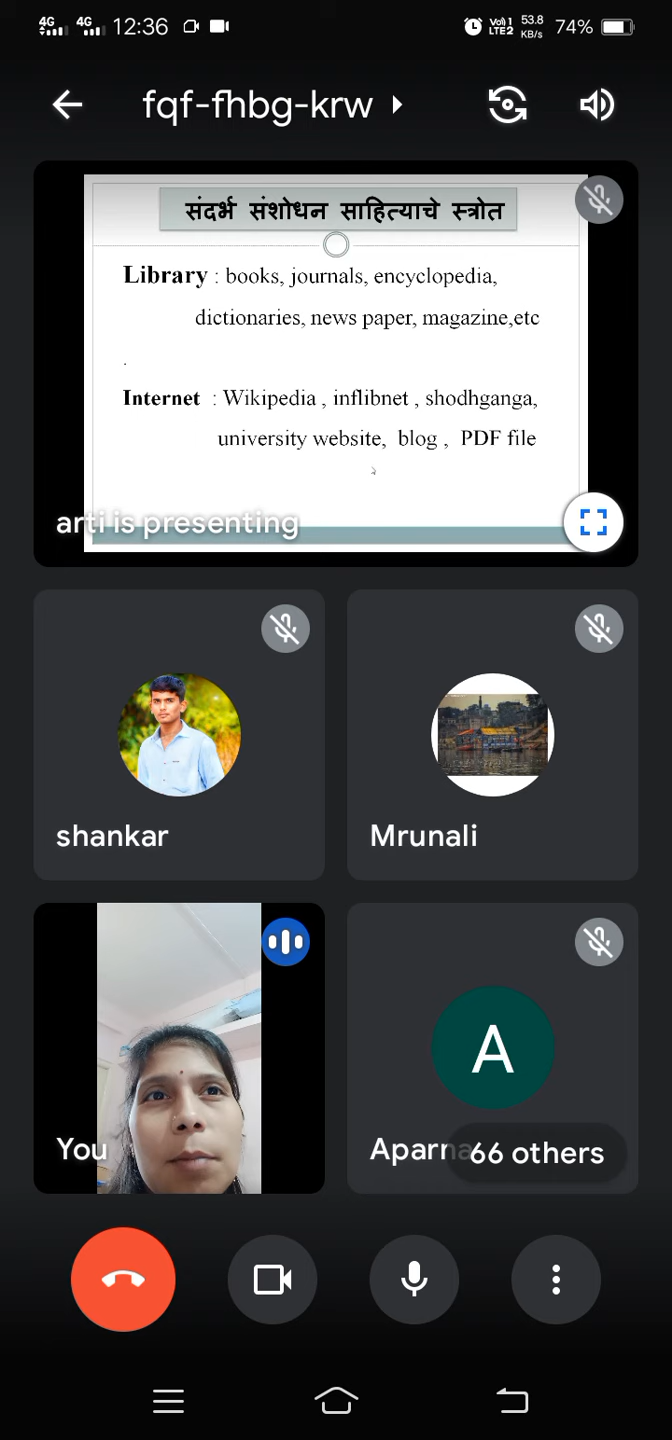 4G 4G 12:36 Vo)) 1 LTE2 53.8 KB/s 74%
fqf-fhbg-krw
संदर्भ संशोधन साहित्याचे स्त्रोत
Library : books, journals, encyclopedia,
dictionaries, news paper, magazine,etc
.
Internet : Wikipedia , inflibnet , shodhganga,
university website, blog , PDF file
arti is presenting
shankar
Mrunali
You
A
Aparna
66 others